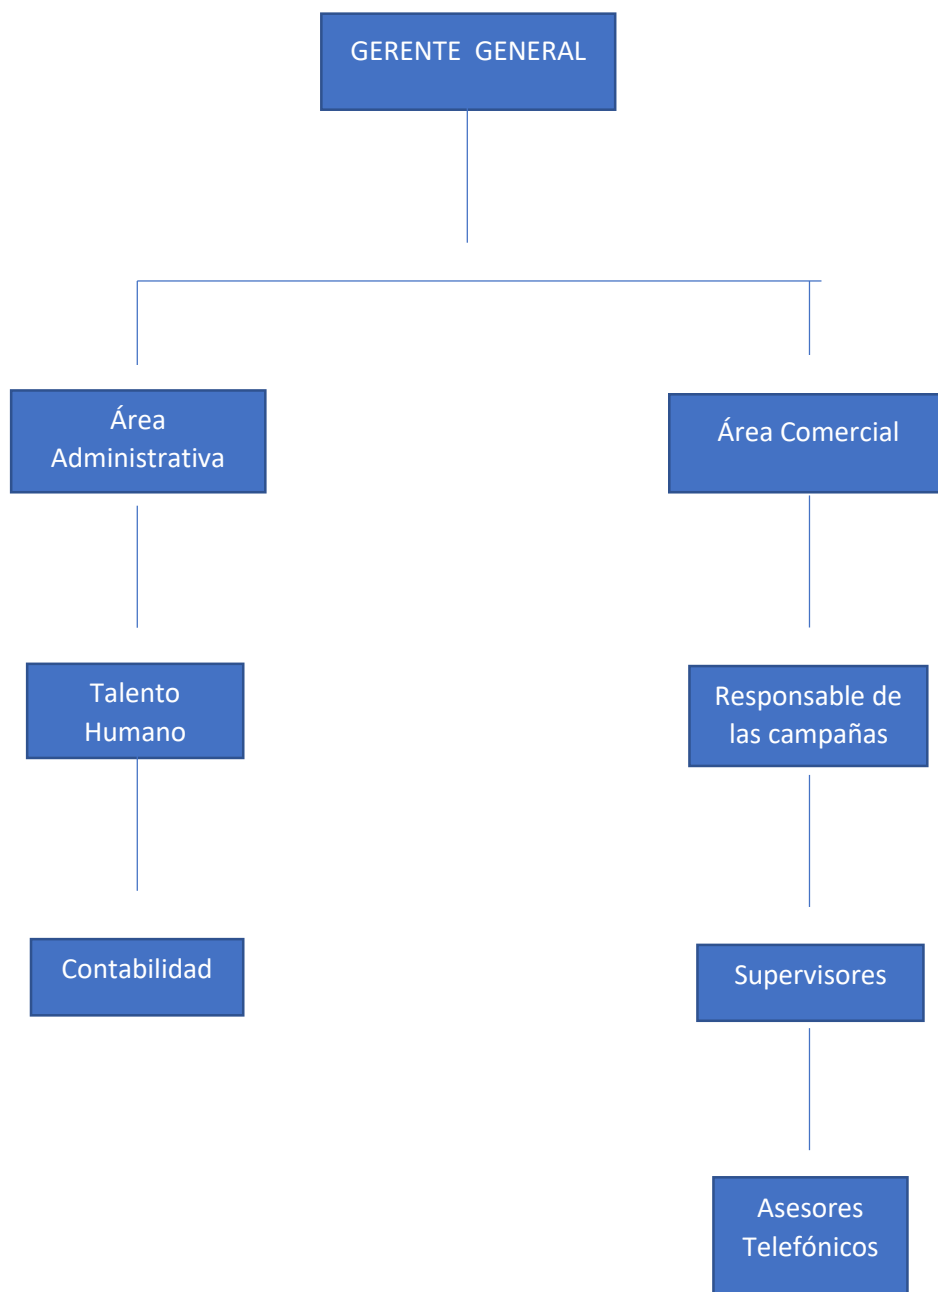 GERENTE  GENERAL
Área
Administrativa
Área Comercial
Talento
Humano
Responsable de
las campañas
Contabilidad
Supervisores
Asesores
Telefónicos